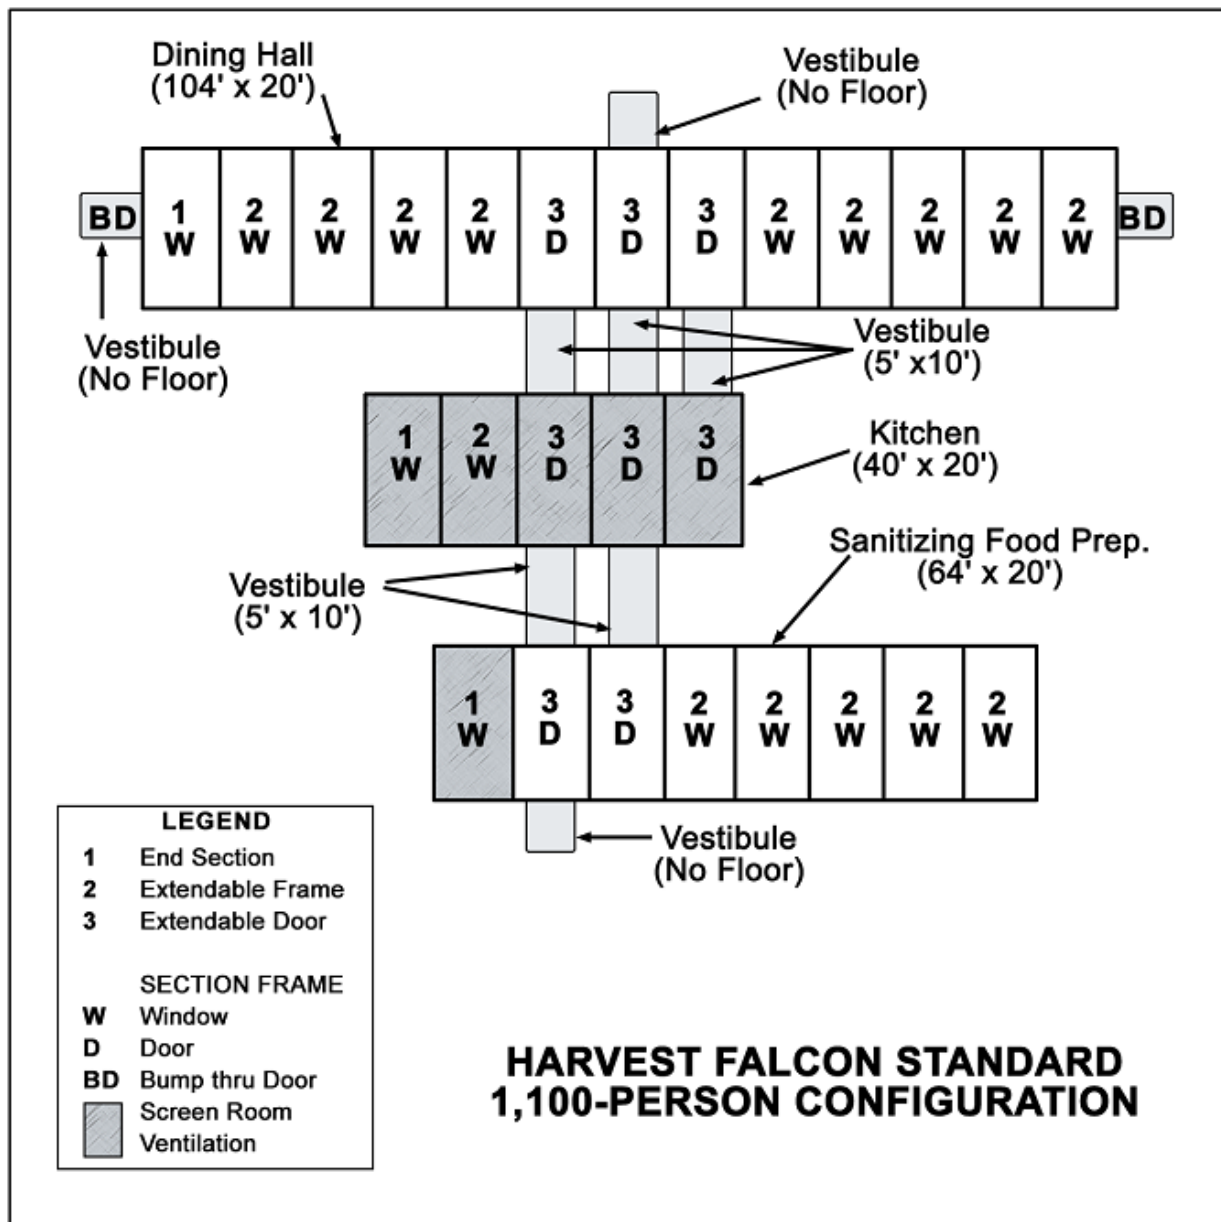 Dining Hall
(104' x 20')
Vestibule
(No Floor)
BD
1 2 2 2 2 3 3 3 2 2 2 2 2
W W W W W D D D W W W W W
BD
Vestibule
(No Floor)
Vestibule
(5' x10')
1 2 3 3 3
W W D D D
Kitchen
(40' x 20')
Sanitizing Food Prep.
(64' x 20')
Vestibule
(5' x 10')
1 3 3 2 2 2 2 2
W D D W W W W W
Vestibule
(No Floor)
LEGEND
1 End Section
2 Extendable Frame
3 Extendable Door
SECTION FRAME
W Window
D Door
BD Bump thru Door
Screen Room
Ventilation
HARVEST FALCON STANDARD
1,100-PERSON CONFIGURATION